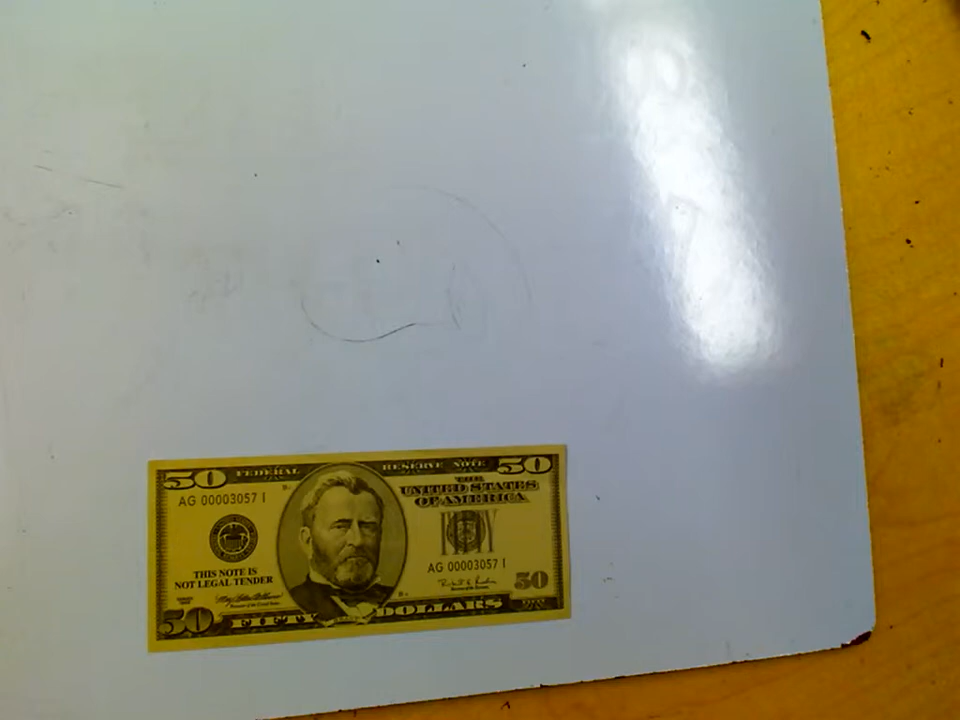 50 FEDERAL RESERVE NOTE 50
THE
UNITED STATES
OF AMERICA
AG 00003057 I
THIS NOTE IS
NOT LEGAL TENDER
AG 00003057 I
50
50 FIFTY DOLLARS